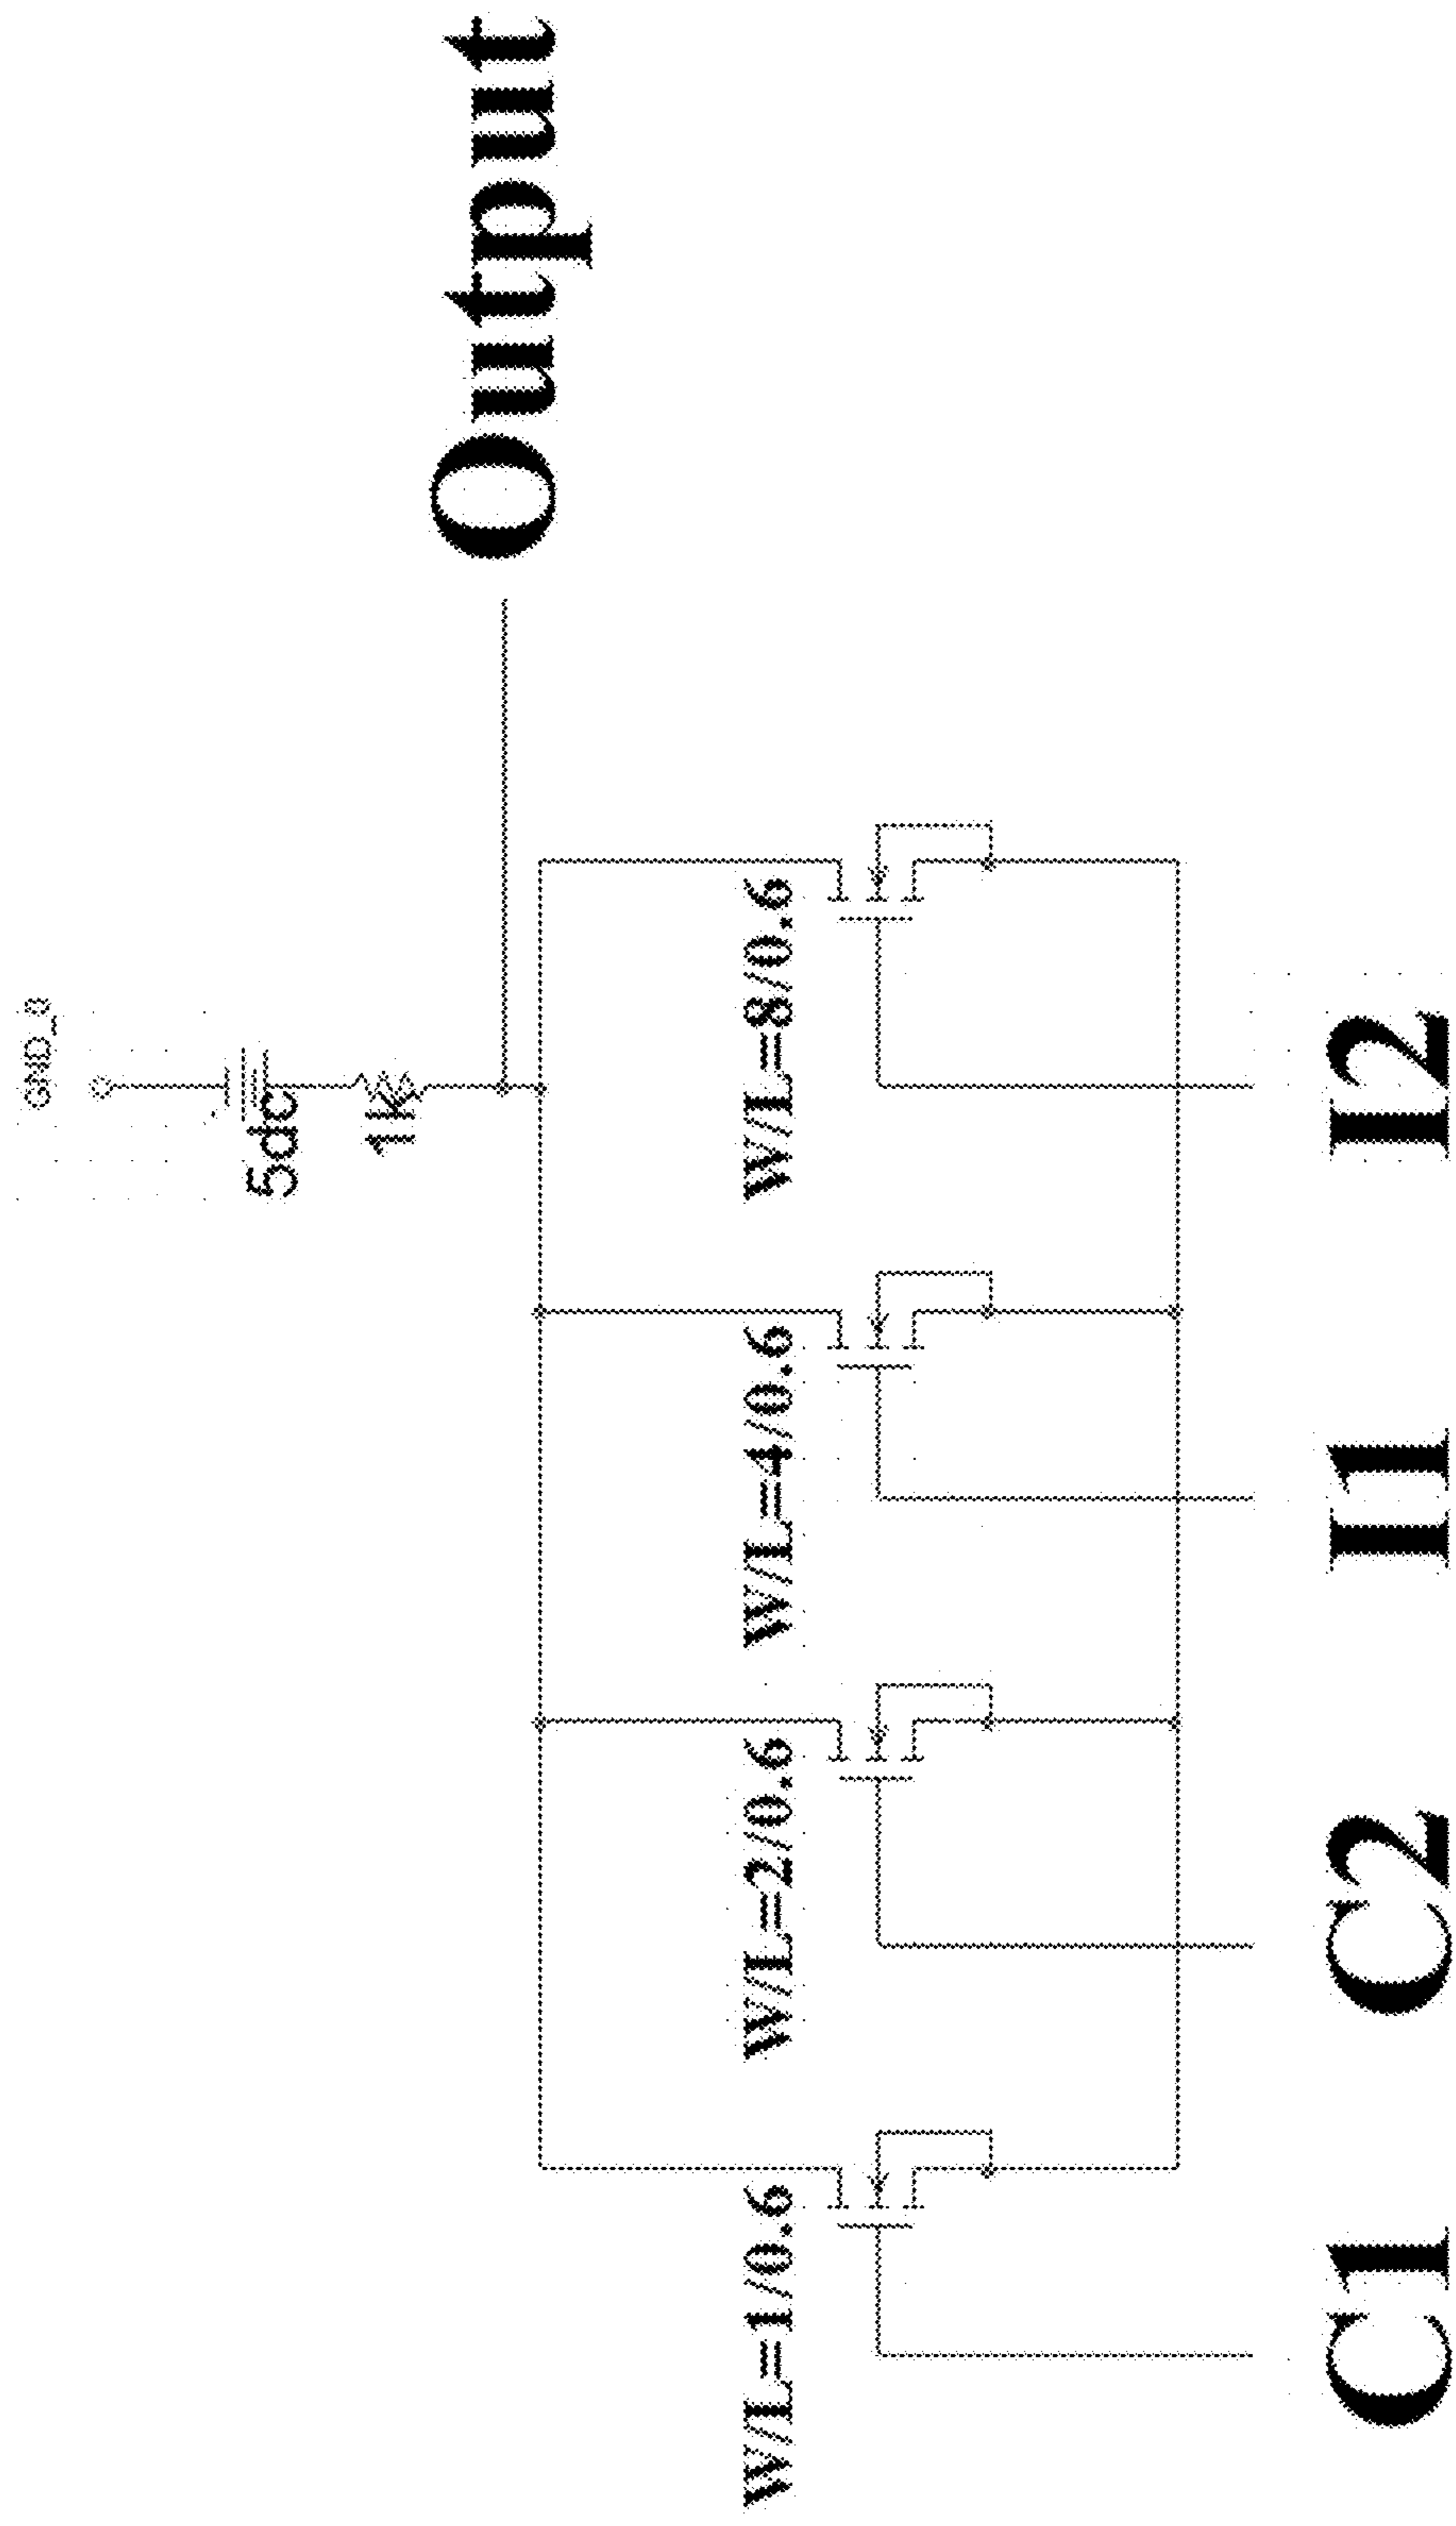 GND_0
5dc
1k
Output
W/L=1/0.6
W/L=2/0.6
W/L=4/0.6
W/L=8/0.6
C1
C2
I1
I2